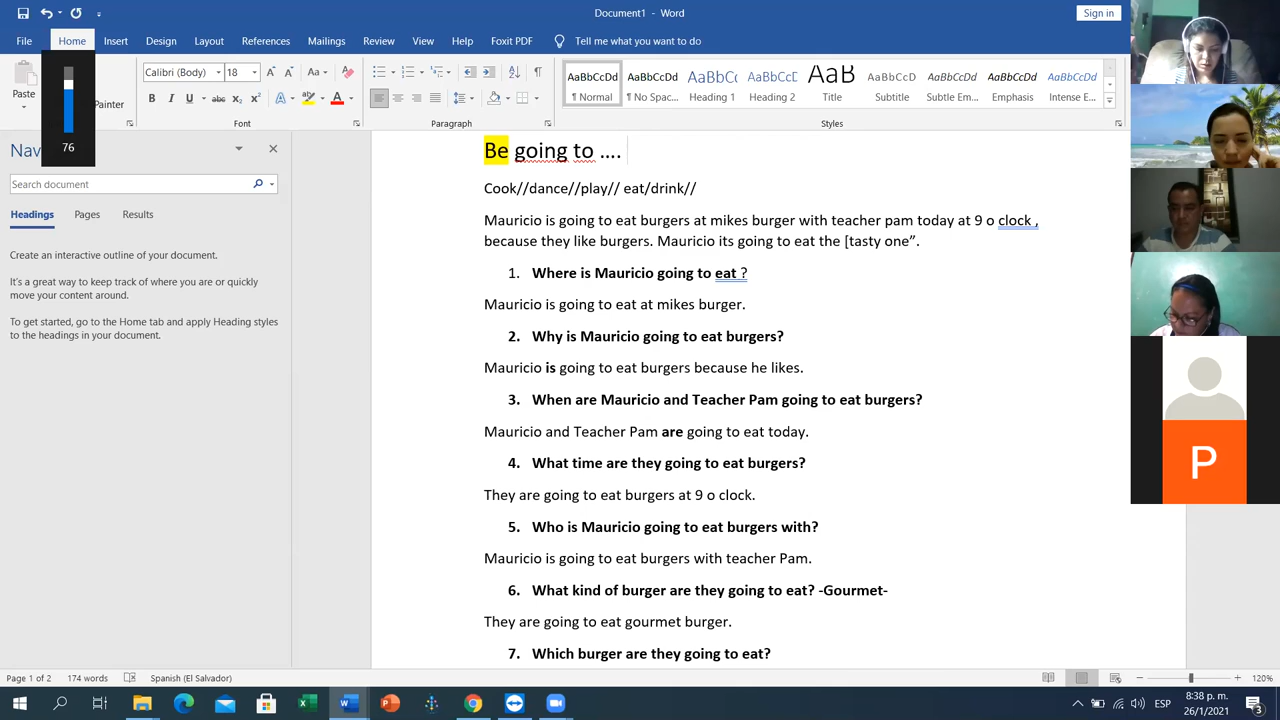 Document1 - Word
Sign in
File Home Insert Design Layout References Mailings Review View Help Foxit PDF Tell me what you want to do
Calibri (Body) 18
Paste
Painter
76
Font
Paragraph
Styles
AaBbCcDd AaBbCcDd AaBbCc AaBbCcD AaB AaBbCcD AaBbCcDd AaBbCcDd AaBbCcDd
¶ Normal ¶ No Spac... Heading 1 Heading 2 Title Subtitle Subtle Em... Emphasis Intense E...
Nav
Search document
Headings Pages Results
Create an interactive outline of your document.
It's a great way to keep track of where you are or quickly
move your content around.
To get started, go to the Home tab and apply Heading styles
to the headings in your document.
Be going to ....
Cook//dance//play// eat/drink//
Mauricio is going to eat burgers at mikes burger with teacher pam today at 9 o clock ,
because they like burgers. Mauricio its going to eat the [tasty one”.
1. Where is Mauricio going to eat ?
Mauricio is going to eat at mikes burger.
2. Why is Mauricio going to eat burgers?
Mauricio is going to eat burgers because he likes.
3. When are Mauricio and Teacher Pam going to eat burgers?
Mauricio and Teacher Pam are going to eat today.
4. What time are they going to eat burgers?
They are going to eat burgers at 9 o clock.
5. Who is Mauricio going to eat burgers with?
Mauricio is going to eat burgers with teacher Pam.
6. What kind of burger are they going to eat? -Gourmet-
They are going to eat gourmet burger.
7. Which burger are they going to eat?
P
Page 1 of 2 174 words Spanish (El Salvador)
120%
ESP
8:38 p. m.
26/1/2021
3